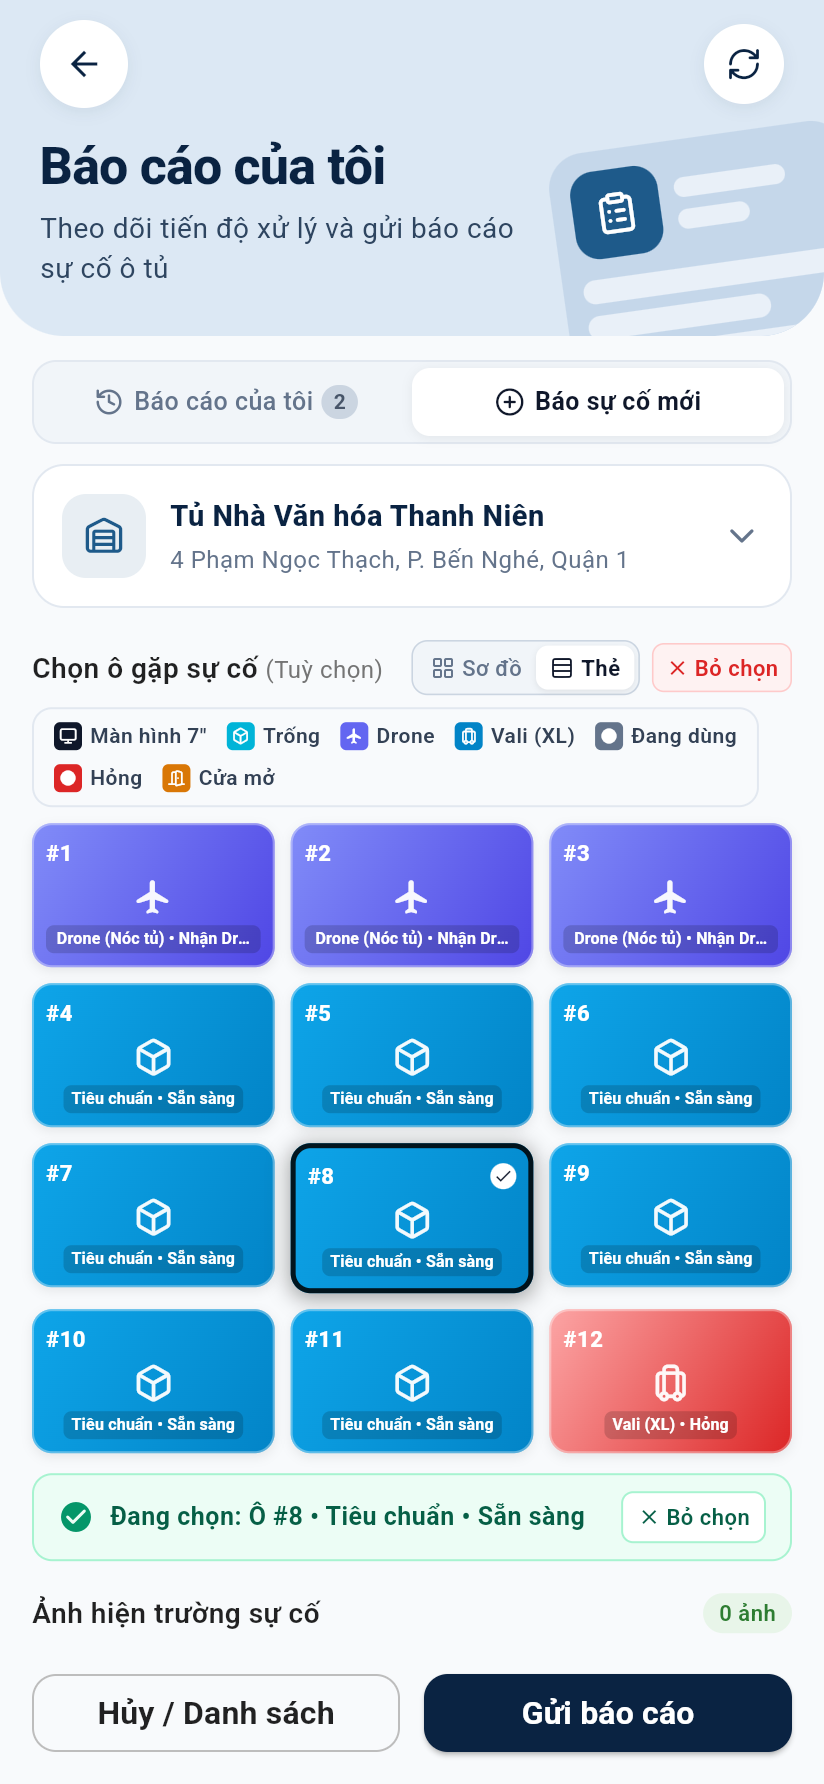 Báo cáo của tôi
Theo dõi tiến độ xử lý và gửi báo cáo
sự cố ô tủ
Báo cáo của tôi 2
Báo sự cố mới
Tủ Nhà Văn hóa Thanh Niên
4 Phạm Ngọc Thạch, P. Bến Nghé, Quận 1
Chọn ô gặp sự cố (Tuỳ chọn)
Sơ đồ
Thẻ
Bỏ chọn
Màn hình 7" Trống Drone Vali (XL) Đang dùng
Hỏng Cửa mở
#1
Drone (Nóc tủ) • Nhận Dr...
#2
Drone (Nóc tủ) • Nhận Dr...
#3
Drone (Nóc tủ) • Nhận Dr...
#4
Tiêu chuẩn • Sẵn sàng
#5
Tiêu chuẩn • Sẵn sàng
#6
Tiêu chuẩn • Sẵn sàng
#7
Tiêu chuẩn • Sẵn sàng
#8
Tiêu chuẩn • Sẵn sàng
#9
Tiêu chuẩn • Sẵn sàng
#10
Tiêu chuẩn • Sẵn sàng
#11
Tiêu chuẩn • Sẵn sàng
#12
Vali (XL) • Hỏng
Đang chọn: Ô #8 • Tiêu chuẩn • Sẵn sàng
Bỏ chọn
Ảnh hiện trường sự cố
0 ảnh
Hủy / Danh sách
Gửi báo cáo